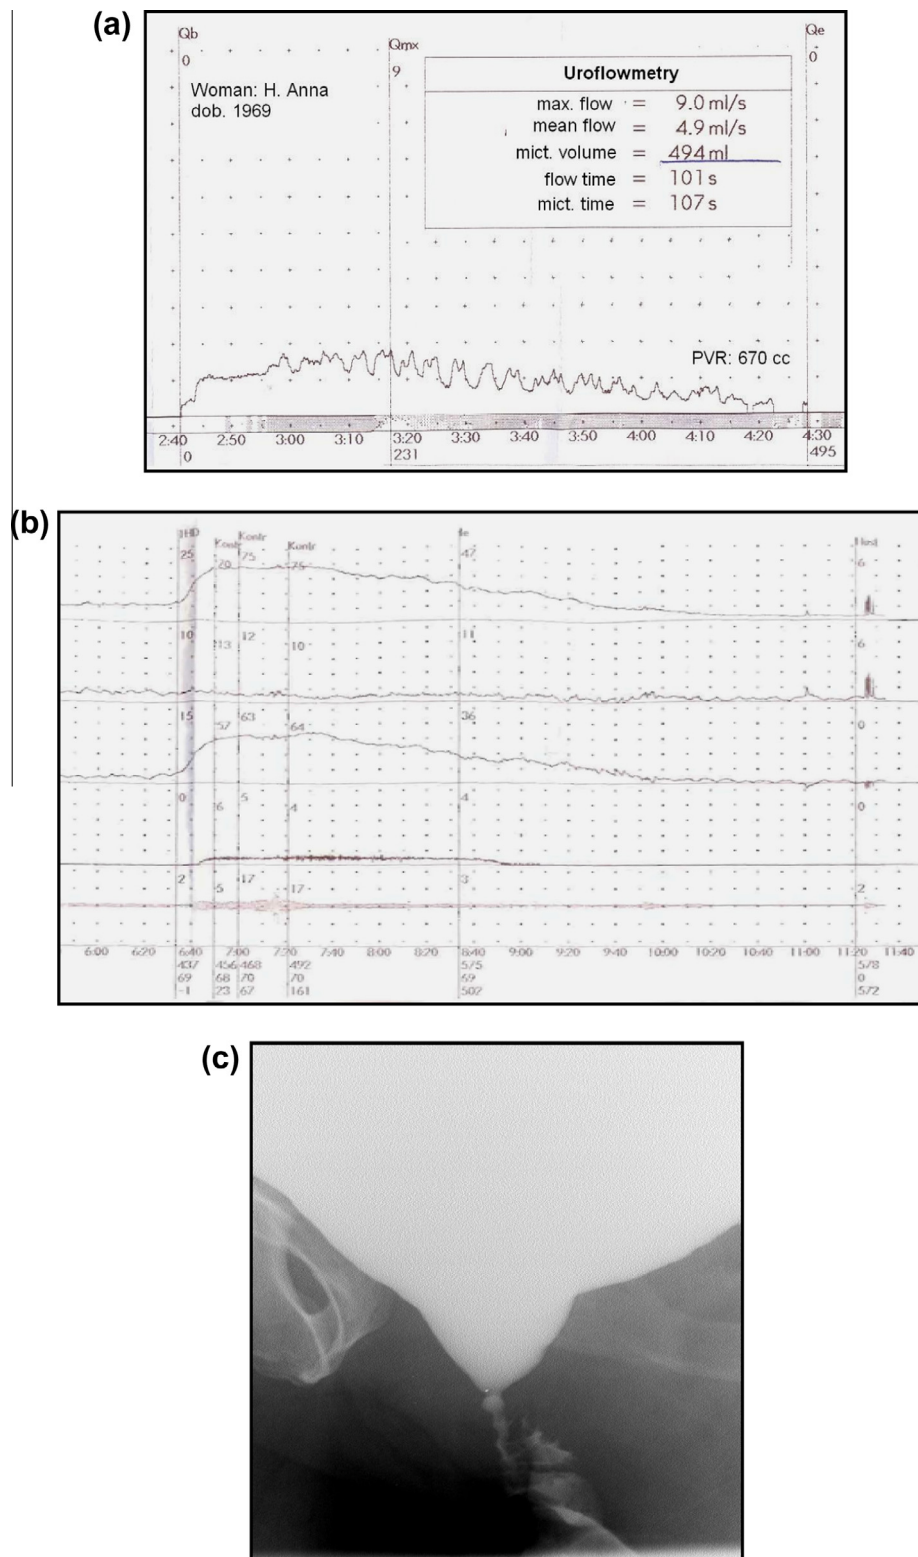 (a)
Qb
0
Qmx
9
Qe
0
Woman: H. Anna
dob. 1969
Uroflowmetry
max. flow = 9.0 ml/s
mean flow = 4.9 ml/s
mict. volume = 494 ml
flow time = 101 s
mict. time = 107 s
PVR: 670 cc
2:40 2:50 3:00 3:10 3:20 3:30 3:40 3:50 4:00 4:10 4:20 4:30
0 231 495
(b)
Kontr Kontr Kontr
25 70 75 75 47 6
10 13 12 10 11 6
15 57 63 64 36 0
0 6 5 4 4 0
2 5 17 17 3 2
6:00 6:20 6:40 7:00 7:20 7:40 8:00 8:20 8:40 9:00 9:20 9:40 10:00 10:20 10:40 11:00 11:20 11:40
437 456 468 492 575 578
69 68 70 70 69 0
-1 23 67 161 502 572
(c)